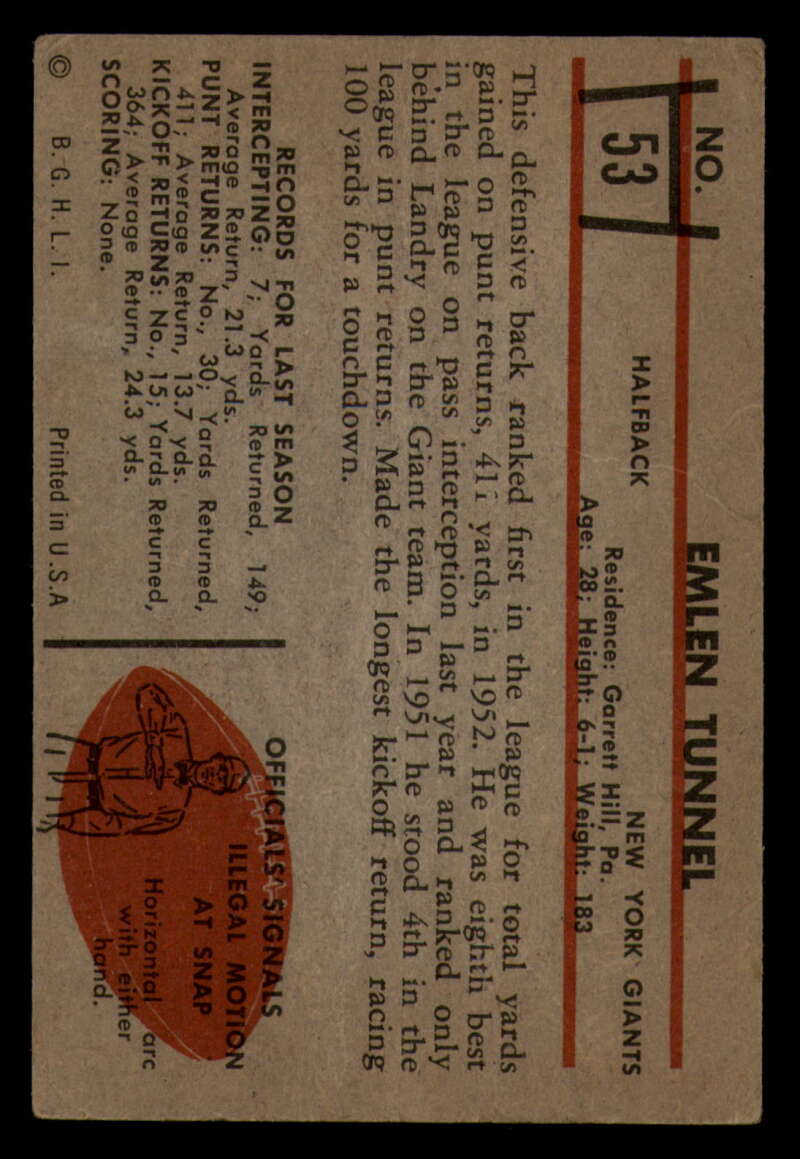 NO.
53
EMLEN TUNNEL
HALFBACK NEW YORK GIANTS
Residence: Garrett Hill, Pa.
Age: 28; Height: 6-1; Weight: 183
This defensive back ranked first in the league for total yards
gained on punt returns, 411 yards, in 1952. He was eighth best
in the league on pass interception last year and ranked only
behind Landry on the Giant team. In 1951 he stood 4th in the
league in punt returns. Made the longest kickoff return, racing
100 yards for a touchdown.
RECORDS FOR LAST SEASON
INTERCEPTING: 7; Yards Returned, 149;
Average Return, 21.3 yds.
PUNT RETURNS: No., 30; Yards Returned,
411; Average Return, 13.7 yds.
KICKOFF RETURNS: No., 15; Yards Returned,
364; Average Return, 24.3 yds.
SCORING: None.
© B. G. H. L. I. Printed in U.S.A
OFFICIALS' SIGNALS
ILLEGAL MOTION
AT SNAP
Horizontal arc
with either
hand.